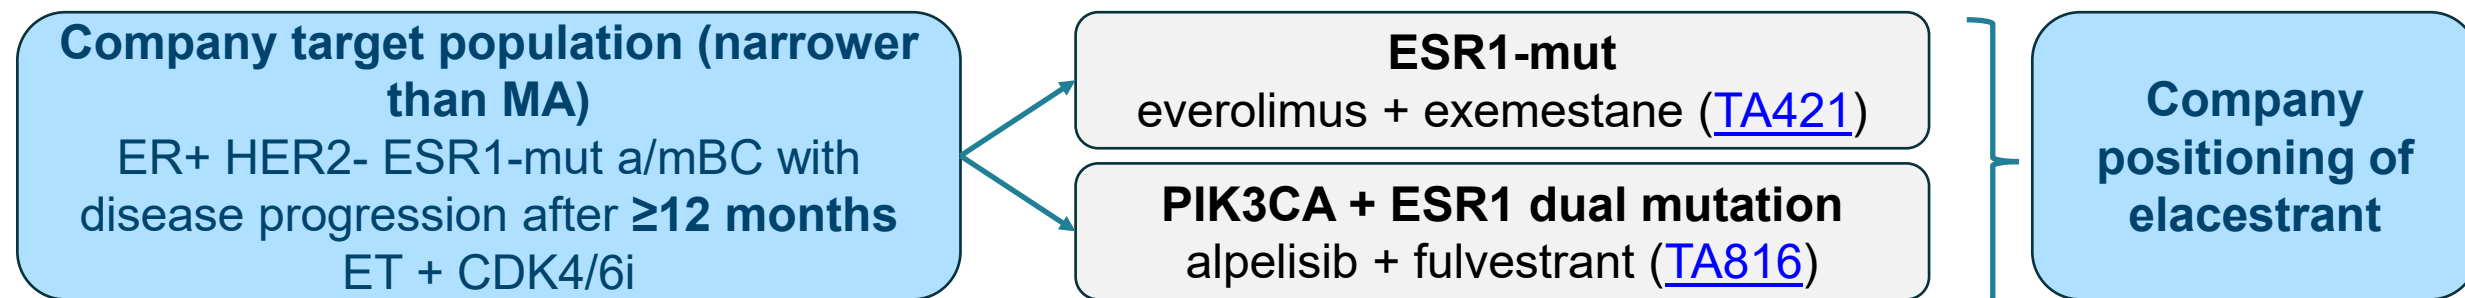 Company target population (narrower
than MA)
ER+ HER2- ESR1-mut a/mBC with
disease progression after ≥12 months
ET + CDK4/6i
ESR1-mut
everolimus + exemestane (TA421)
PIK3CA + ESR1 dual mutation
alpelisib + fulvestrant (TA816)
Company
positioning of
elacestrant